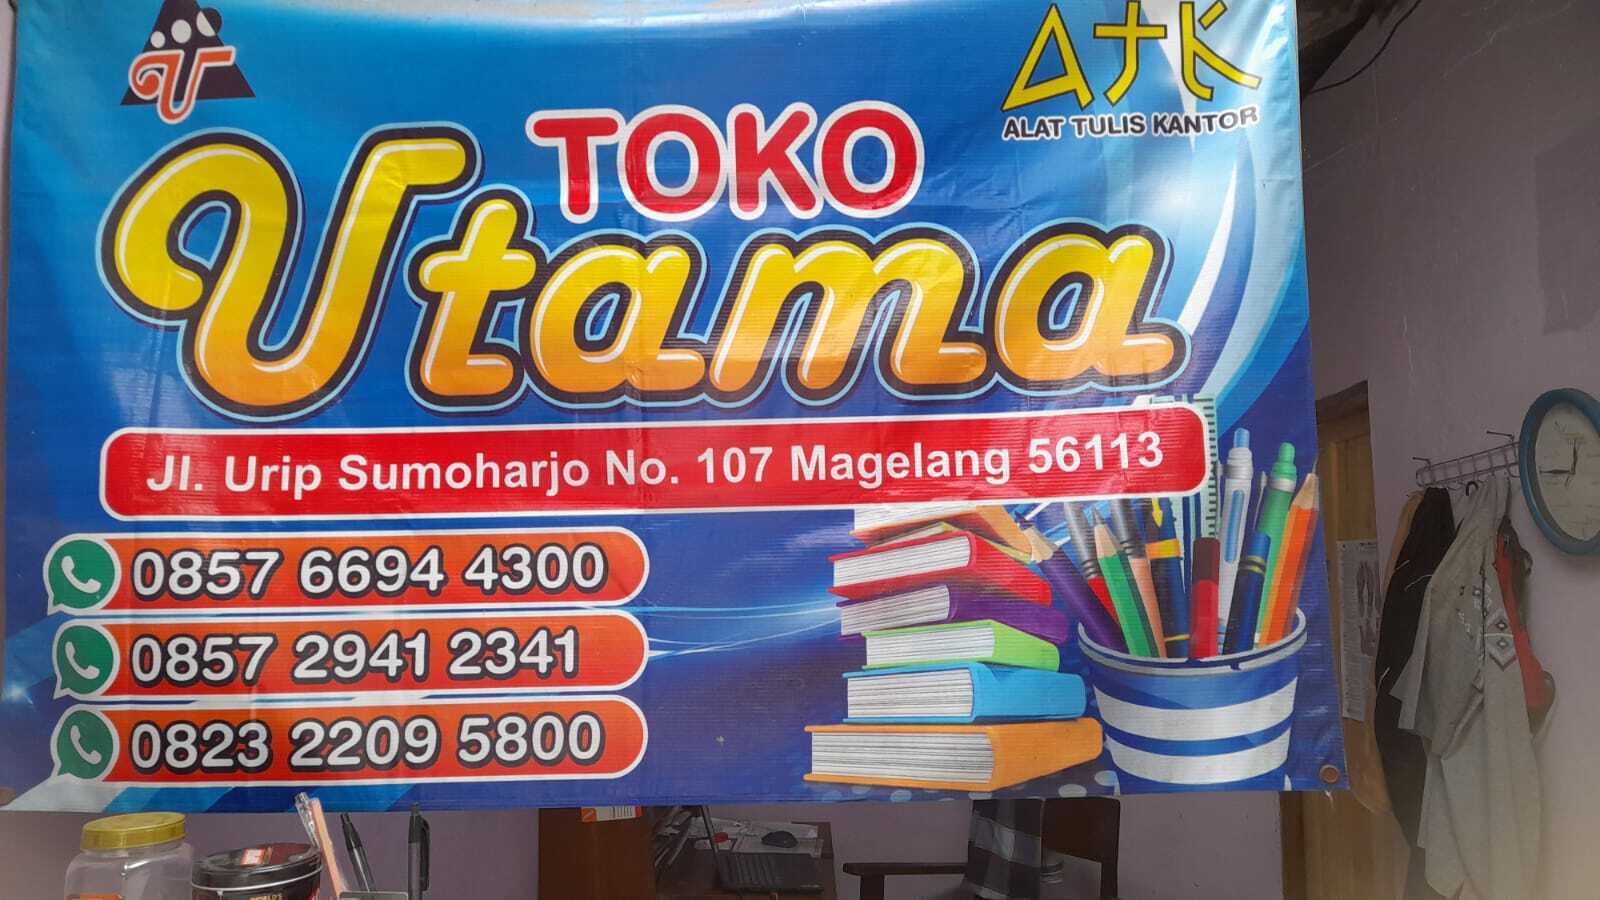 U
ATK
ALAT TULIS KANTOR
TOKO
Utama
Jl. Urip Sumoharjo No. 107 Magelang 56113
0857 6694 4300
0857 2941 2341
0823 2209 5800